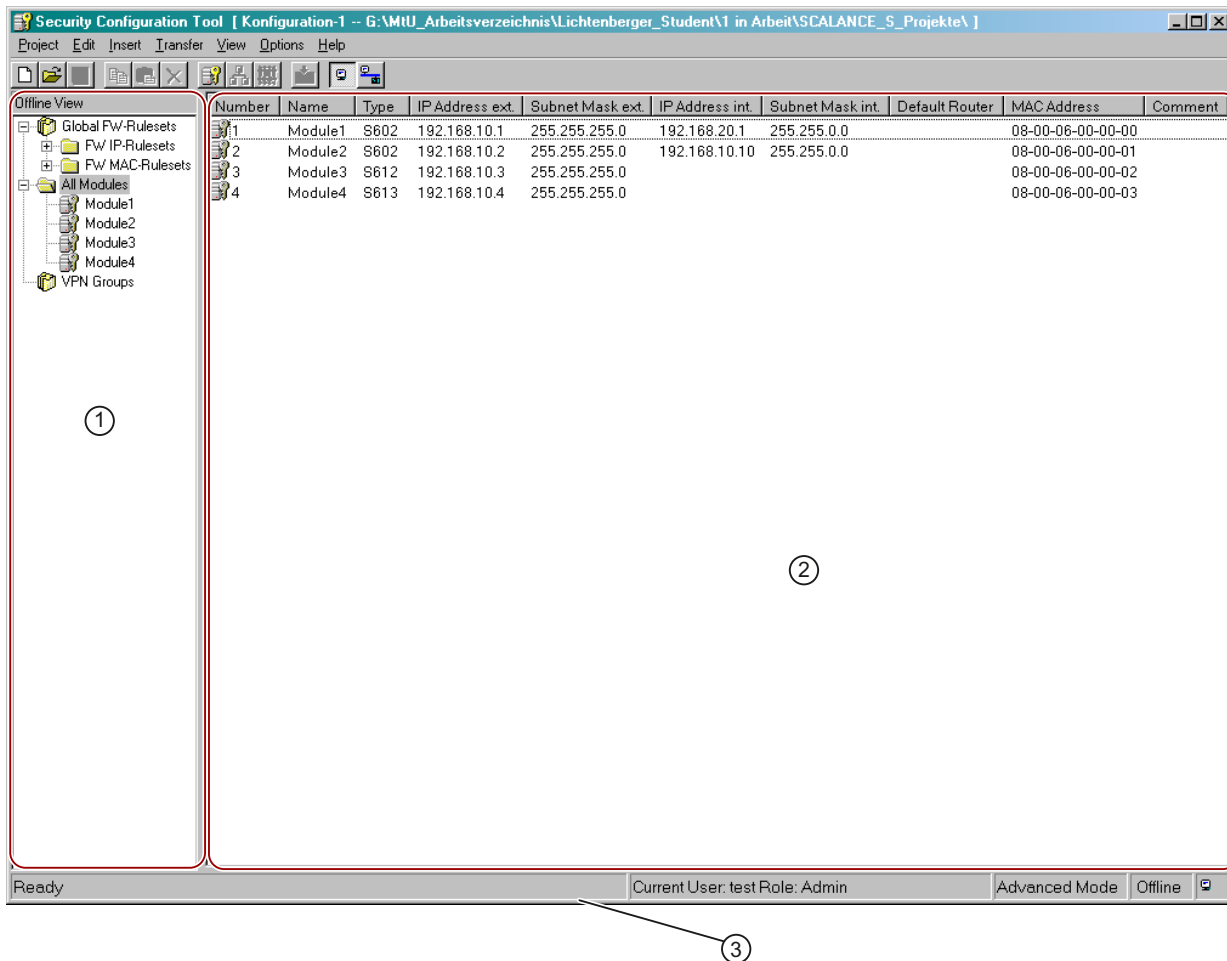 Security Configuration Tool [ Konfiguration-1 -- G:\MtU_Arbeitsverzeichnis\Lichtenberger_Student\1 in Arbeit\SCALANCE_S_Projekte\ ]
Project Edit Insert Transfer View Options Help
Offline View
Global FW-Rulesets
FW IP-Rulesets
FW MAC-Rulesets
All Modules
Module1
Module2
Module3
Module4
VPN Groups
1
Number Name Type IP Address ext. Subnet Mask ext. IP Address int. Subnet Mask int. Default Router MAC Address Comment
1 Module1 S602 192.168.10.1 255.255.255.0 192.168.20.1 255.255.0.0 08-00-06-00-00-00
2 Module2 S602 192.168.10.2 255.255.255.0 192.168.10.10 255.255.0.0 08-00-06-00-00-01
3 Module3 S612 192.168.10.3 255.255.255.0 08-00-06-00-00-02
4 Module4 S613 192.168.10.4 255.255.255.0 08-00-06-00-00-03
2
Ready Current User: test Role: Admin Advanced Mode Offline
3